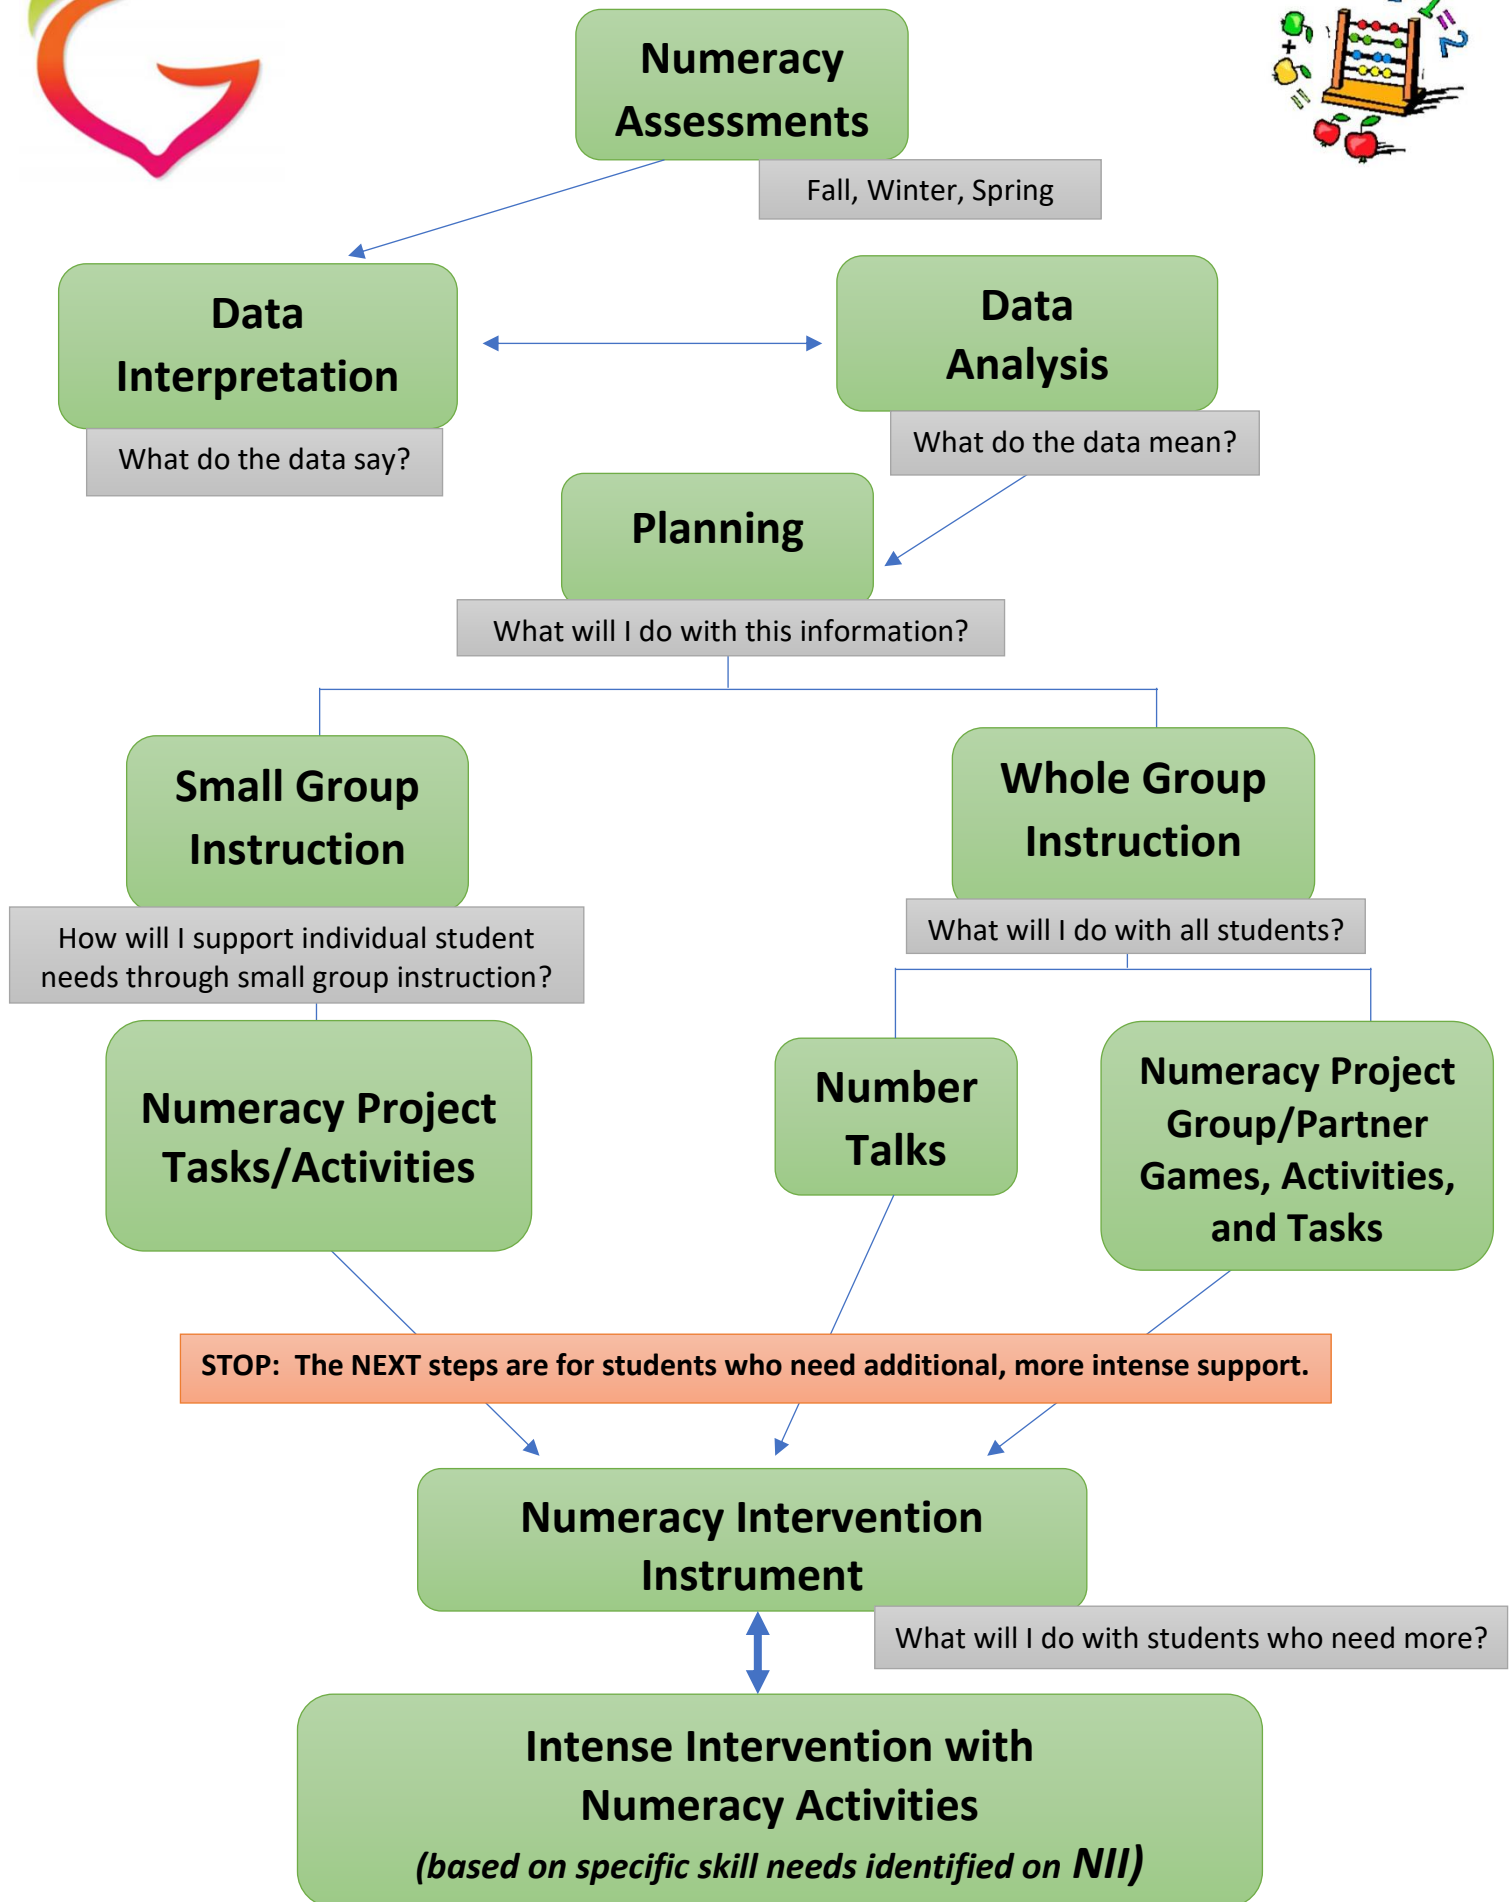 Numeracy
Assessments
Fall, Winter, Spring
Data
Interpretation
What do the data say?
Data
Analysis
What do the data mean?
Planning
What will I do with this information?
Small Group
Instruction
How will I support individual student
needs through small group instruction?
Whole Group
Instruction
What will I do with all students?
Numeracy Project
Tasks/Activities
Number
Talks
Numeracy Project
Group/Partner
Games, Activities,
and Tasks
STOP:  The NEXT steps are for students who need additional, more intense support.
Numeracy Intervention
Instrument
What will I do with students who need more?
Intense Intervention with
Numeracy Activities
(based on specific skill needs identified on NII)